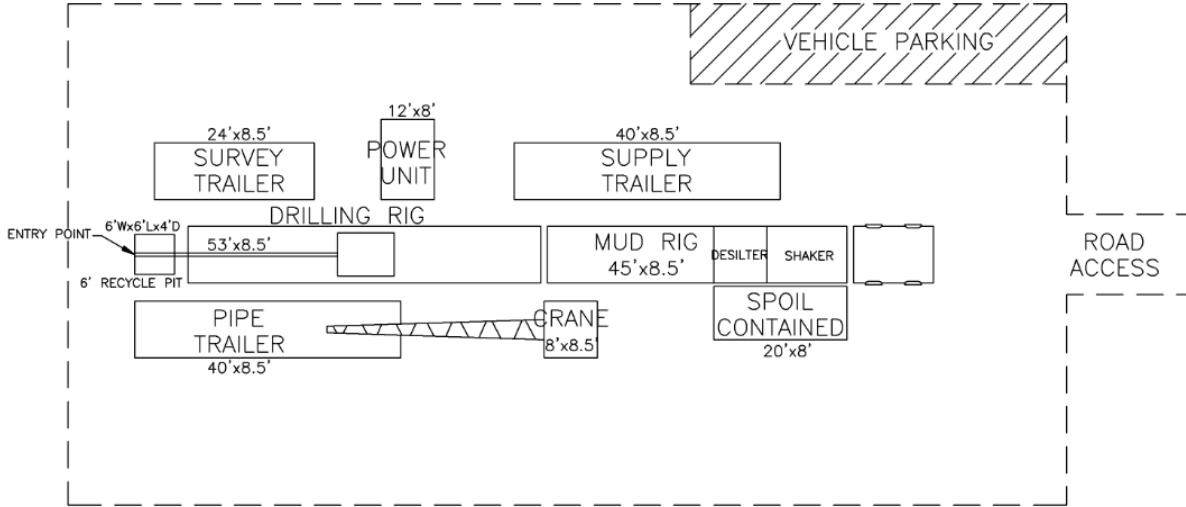 VEHICLE PARKING
12'x8'
24'x8.5'
40'x8.5'
SURVEY
TRAILER
POWER
UNIT
SUPPLY
TRAILER
DRILLING RIG
6'Wx6'Lx4'D
ENTRY POINT
53'x8.5'
6' RECYCLE PIT
MUD RIG
45'x8.5'
DESILTER
SHAKER
ROAD
ACCESS
PIPE
TRAILER
40'x8.5'
CRANE
8'x8.5'
SPOIL
CONTAINED
20'x8'